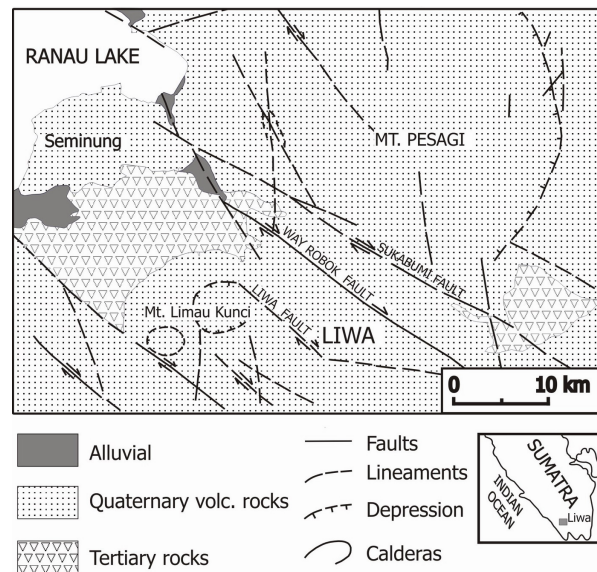 RANAU LAKE
Seminung
MT. PESAGI
WAY ROBOK FAULT
SUKABUMI FAULT
Mt. Limau Kunci
LIWA FAULT
LIWA
0 10 km
Alluvial
Quaternary volc. rocks
Tertiary rocks
Faults
Lineaments
Depression
Calderas
SUMATRA
INDIAN
OCEAN
Liwa